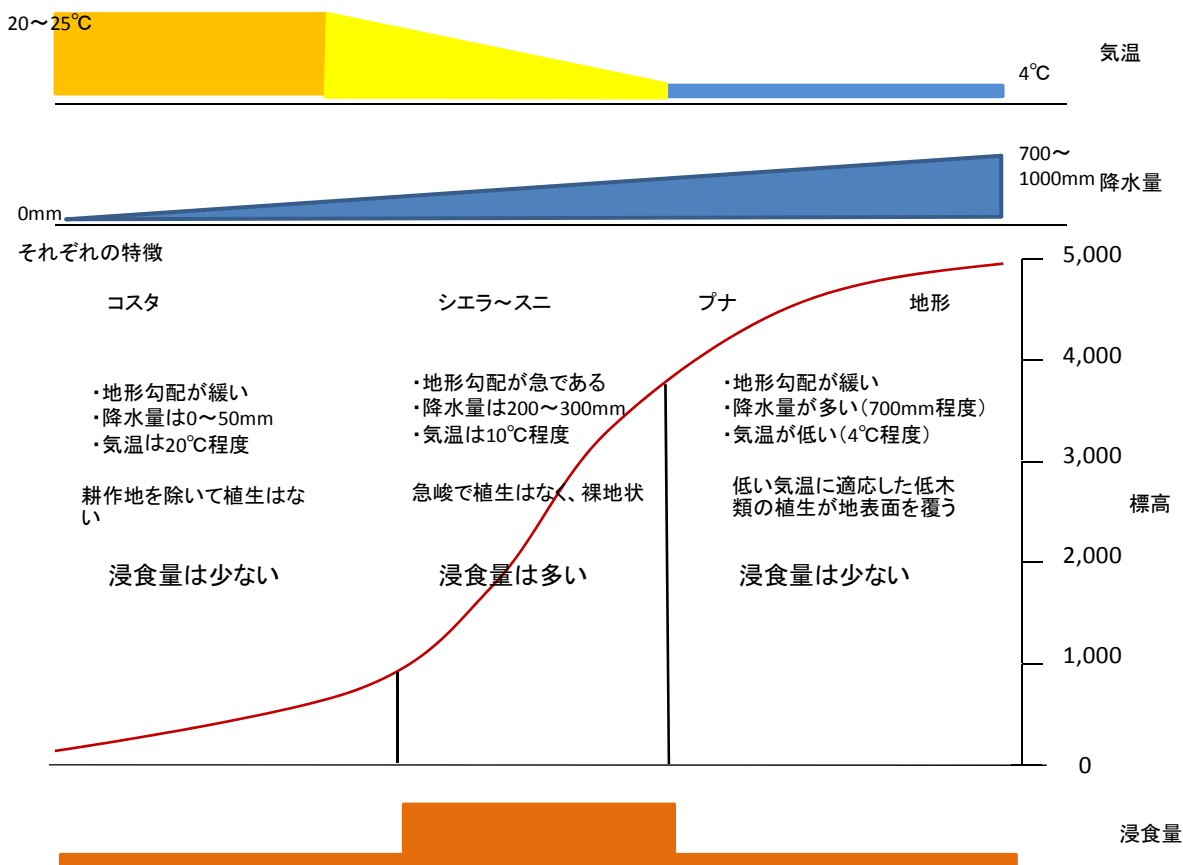 20～25℃
4℃
気温
0mm
700～
1000mm
降水量
それぞれの特徴
コスタ
シエラ～スニ
プナ
地形
・地形勾配が緩い
・降水量は0～50mm
・気温は20℃程度
耕作地を除いて植生はな
い
浸食量は少ない
・地形勾配が急である
・降水量は200～300mm
・気温は10℃程度
急峻で植生はなく、裸地状
浸食量は多い
・地形勾配が緩い
・降水量が多い（700mm程度）
・気温が低い（4℃程度）
低い気温に適応した低木
類の植生が地表面を覆う
浸食量は少ない
5,000
4,000
3,000
2,000
1,000
0
標高
浸食量